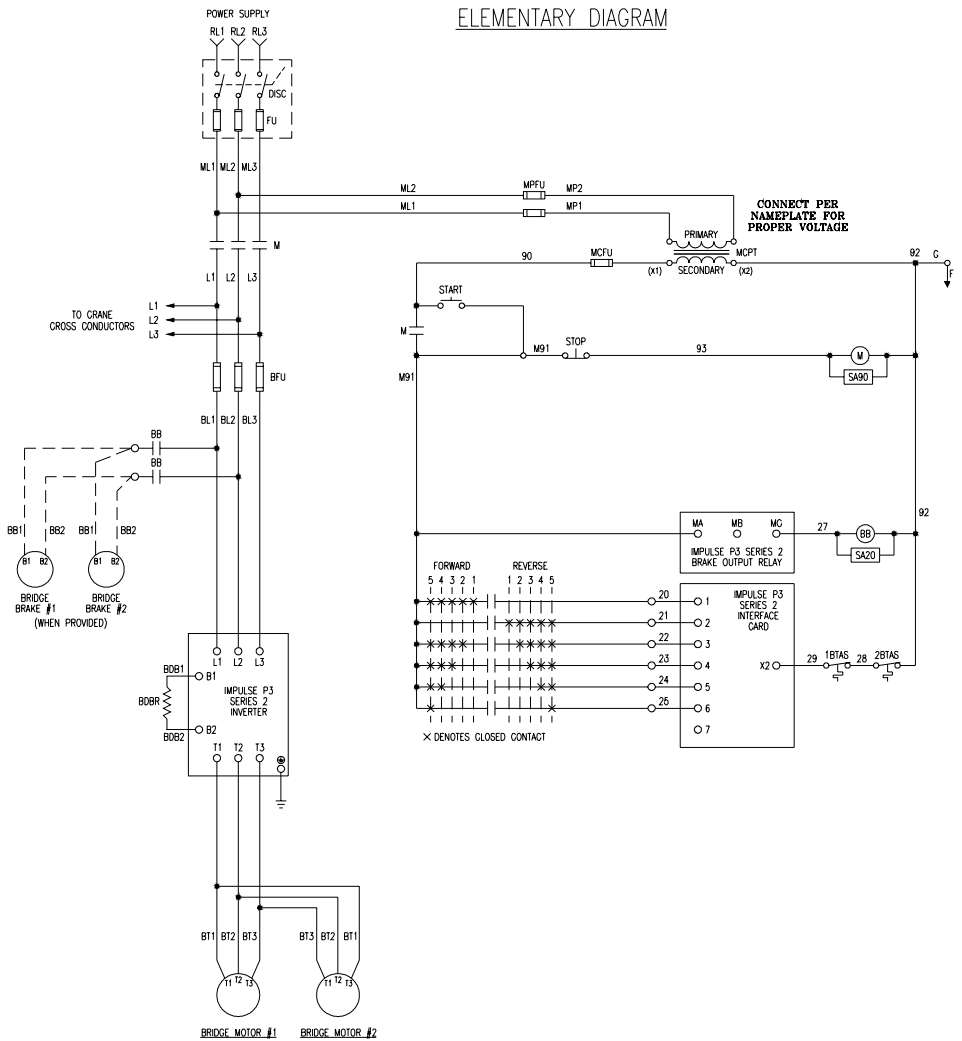 ELEMENTARY DIAGRAM
POWER SUPPLY
RL1 RL2 RL3
DISC
FU
ML1 ML2 ML3
ML2 MPFU MP2
ML1 MP1
CONNECT PER
NAMEPLATE FOR
PROPER VOLTAGE
PRIMARY
MCPT
M
90 MCFU
(X1) SECONDARY (X2)
92 G
F
L1 L2 L3
START
L1
L2
L3
TO CRANE
CROSS CONDUCTORS
M
M91 STOP 93 M
SA90
M91
BFU
BL1 BL2 BL3
BB
BB
BB1 BB2 BB1 BB2
B1 B2 B1 B2
BRIDGE
BRAKE #1
BRIDGE
BRAKE #2
(WHEN PROVIDED)
92
MA MB MC 27 BB
SA20
IMPULSE P3 SERIES 2
BRAKE OUTPUT RELAY
FORWARD REVERSE
5 4 3 2 1 1 2 3 4 5
20 1
21 2
22 3
23 4
24 5
25 6
7
IMPULSE P3
SERIES 2
INTERFACE
CARD
X2 29 1BTAS 28 2BTAS
X DENOTES CLOSED CONTACT
L1 L2 L3
BDB1 B1
BDBR
IMPULSE P3
SERIES 2
INVERTER
BDB2 B2
T1 T2 T3
BT1 BT2 BT3 BT3 BT2 BT1
T1 T2 T3 T1 T2 T3
BRIDGE MOTOR #1 BRIDGE MOTOR #2